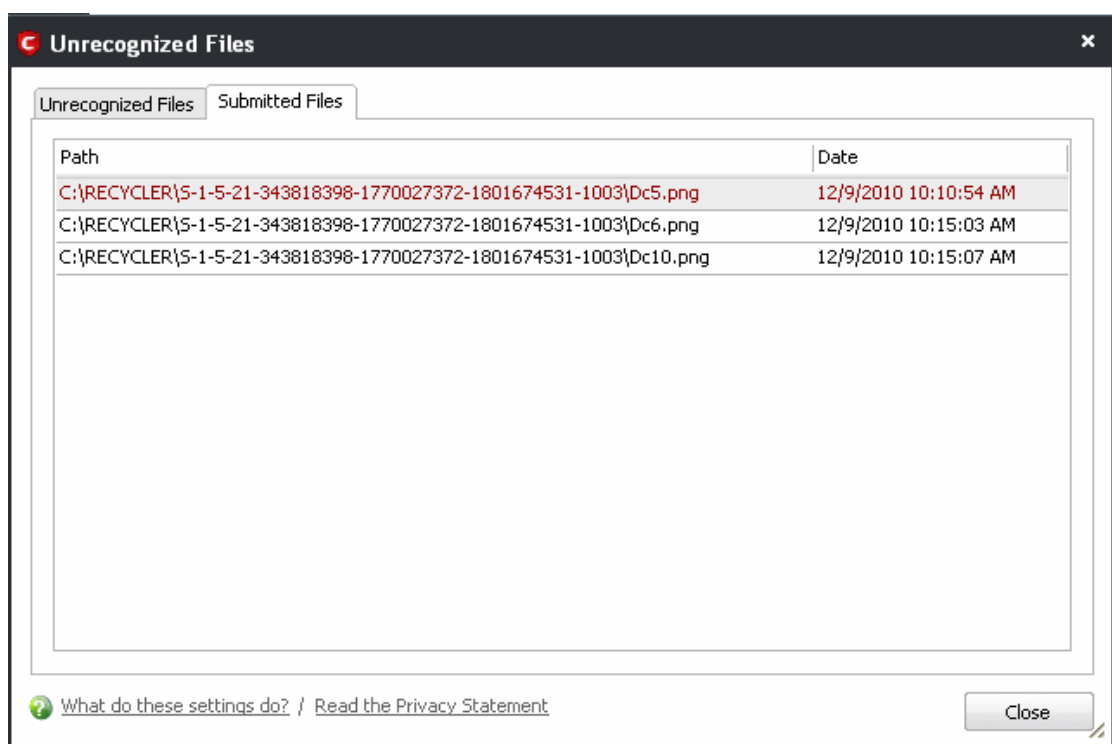 Unrecognized Files
Unrecognized Files Submitted Files
Path Date
C:\RECYCLER\S-1-5-21-343818398-1770027372-1801674531-1003\Dc5.png 12/9/2010 10:10:54 AM
C:\RECYCLER\S-1-5-21-343818398-1770027372-1801674531-1003\Dc6.png 12/9/2010 10:15:03 AM
C:\RECYCLER\S-1-5-21-343818398-1770027372-1801674531-1003\Dc10.png 12/9/2010 10:15:07 AM
What do these settings do? / Read the Privacy Statement
Close